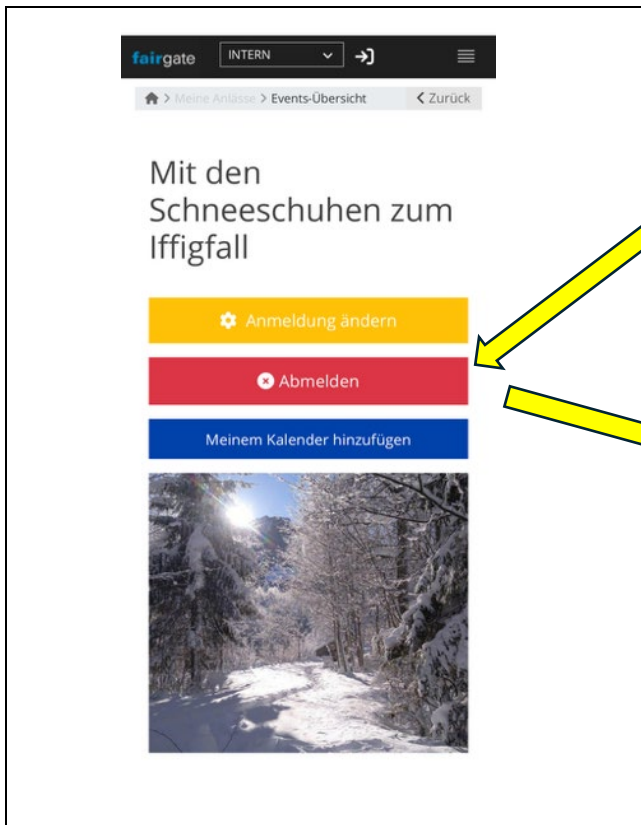 fairgate INTERN
> Meine Anlässe > Events-Übersicht Zurück
Mit den
Schneeschuhen zum
Iffigfall
Anmeldung ändern
Abmelden
Meinem Kalender hinzufügen